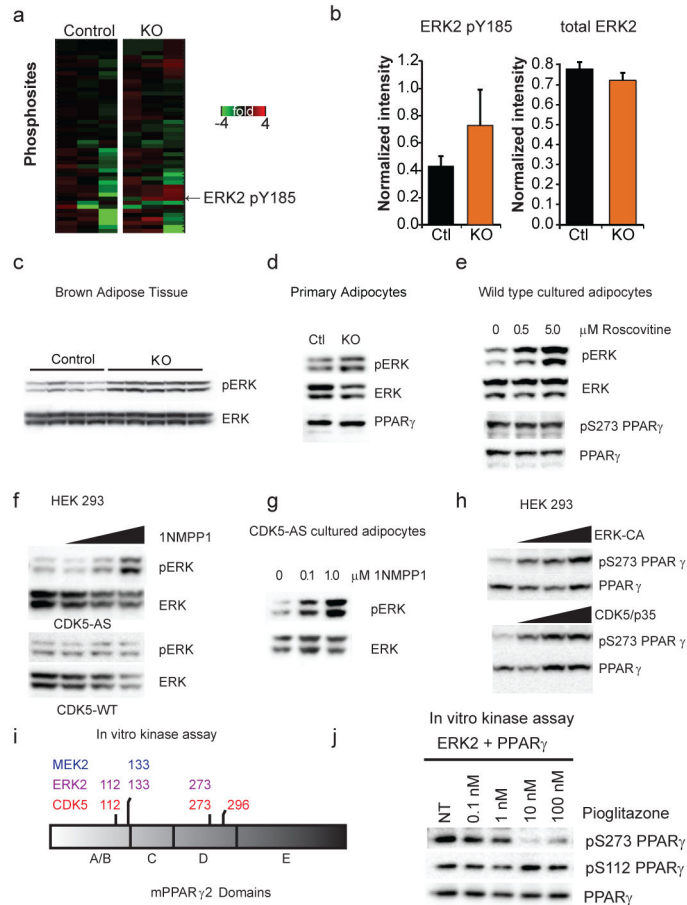 a
Control KO
Phosphosites
fold
-4 4
←ERK2 pY185
b
ERK2 pY185
Normalized intensity
1.2
1.0
0.8
0.6
0.4
0.2
0.0
Ctl KO
total ERK2
Normalized intensity
0.8
0.7
0.6
0.5
0.4
0.3
0.2
0.1
0.0
Ctl KO
c
Brown Adipose Tissue
Control KO
pERK
ERK
d
Primary Adipocytes
Ctl KO
pERK
ERK
PPARγ
e
Wild type cultured adipocytes
0 0.5 5.0 μM Roscovitine
pERK
ERK
pS273 PPARγ
PPARγ
f
HEK 293
1NMPP1
pERK
ERK
CDK5-AS
pERK
ERK
CDK5-WT
g
CDK5-AS cultured adipocytes
0 0.1 1.0 μM 1NMPP1
pERK
ERK
h
HEK 293
ERK-CA
pS273 PPAR γ
PPAR γ
CDK5/p35
pS273 PPAR γ
PPAR γ
i
In vitro kinase assay
MEK2 133
ERK2 112 133 273
CDK5 112 273 296
A/B C D E
mPPAR γ2 Domains
j
In vitro kinase assay
ERK2 + PPARγ
NT 0.1 nM 1 nM 10 nM 100 nM Pioglitazone
pS273 PPARγ
pS112 PPARγ
PPARγ